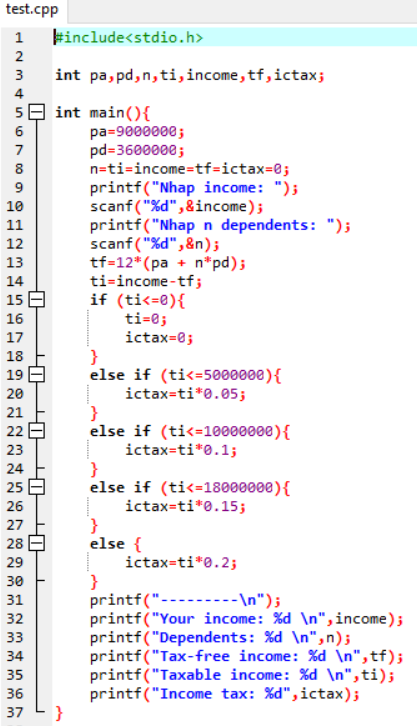 test.cpp
1 #include<stdio.h>
2
3 int pa,pd,n,ti,income,tf,ictax;
4
5 int main(){
6 pa=9000000;
7 pd=3600000;
8 n=ti=income=tf=ictax=0;
9 printf("Nhap income: ");
10 scanf("%d",&income);
11 printf("Nhap n dependents: ");
12 scanf("%d",&n);
13 tf=12*(pa + n*pd);
14 ti=income-tf;
15 if (ti<=0){
16 ti=0;
17 ictax=0;
18 }
19 else if (ti<=5000000){
20 ictax=ti*0.05;
21 }
22 else if (ti<=10000000){
23 ictax=ti*0.1;
24 }
25 else if (ti<=18000000){
26 ictax=ti*0.15;
27 }
28 else {
29 ictax=ti*0.2;
30 }
31 printf("---------\n");
32 printf("Your income: %d \n",income);
33 printf("Dependents: %d \n",n);
34 printf("Tax-free income: %d \n",tf);
35 printf("Taxable income: %d \n",ti);
36 printf("Income tax: %d",ictax);
37 }